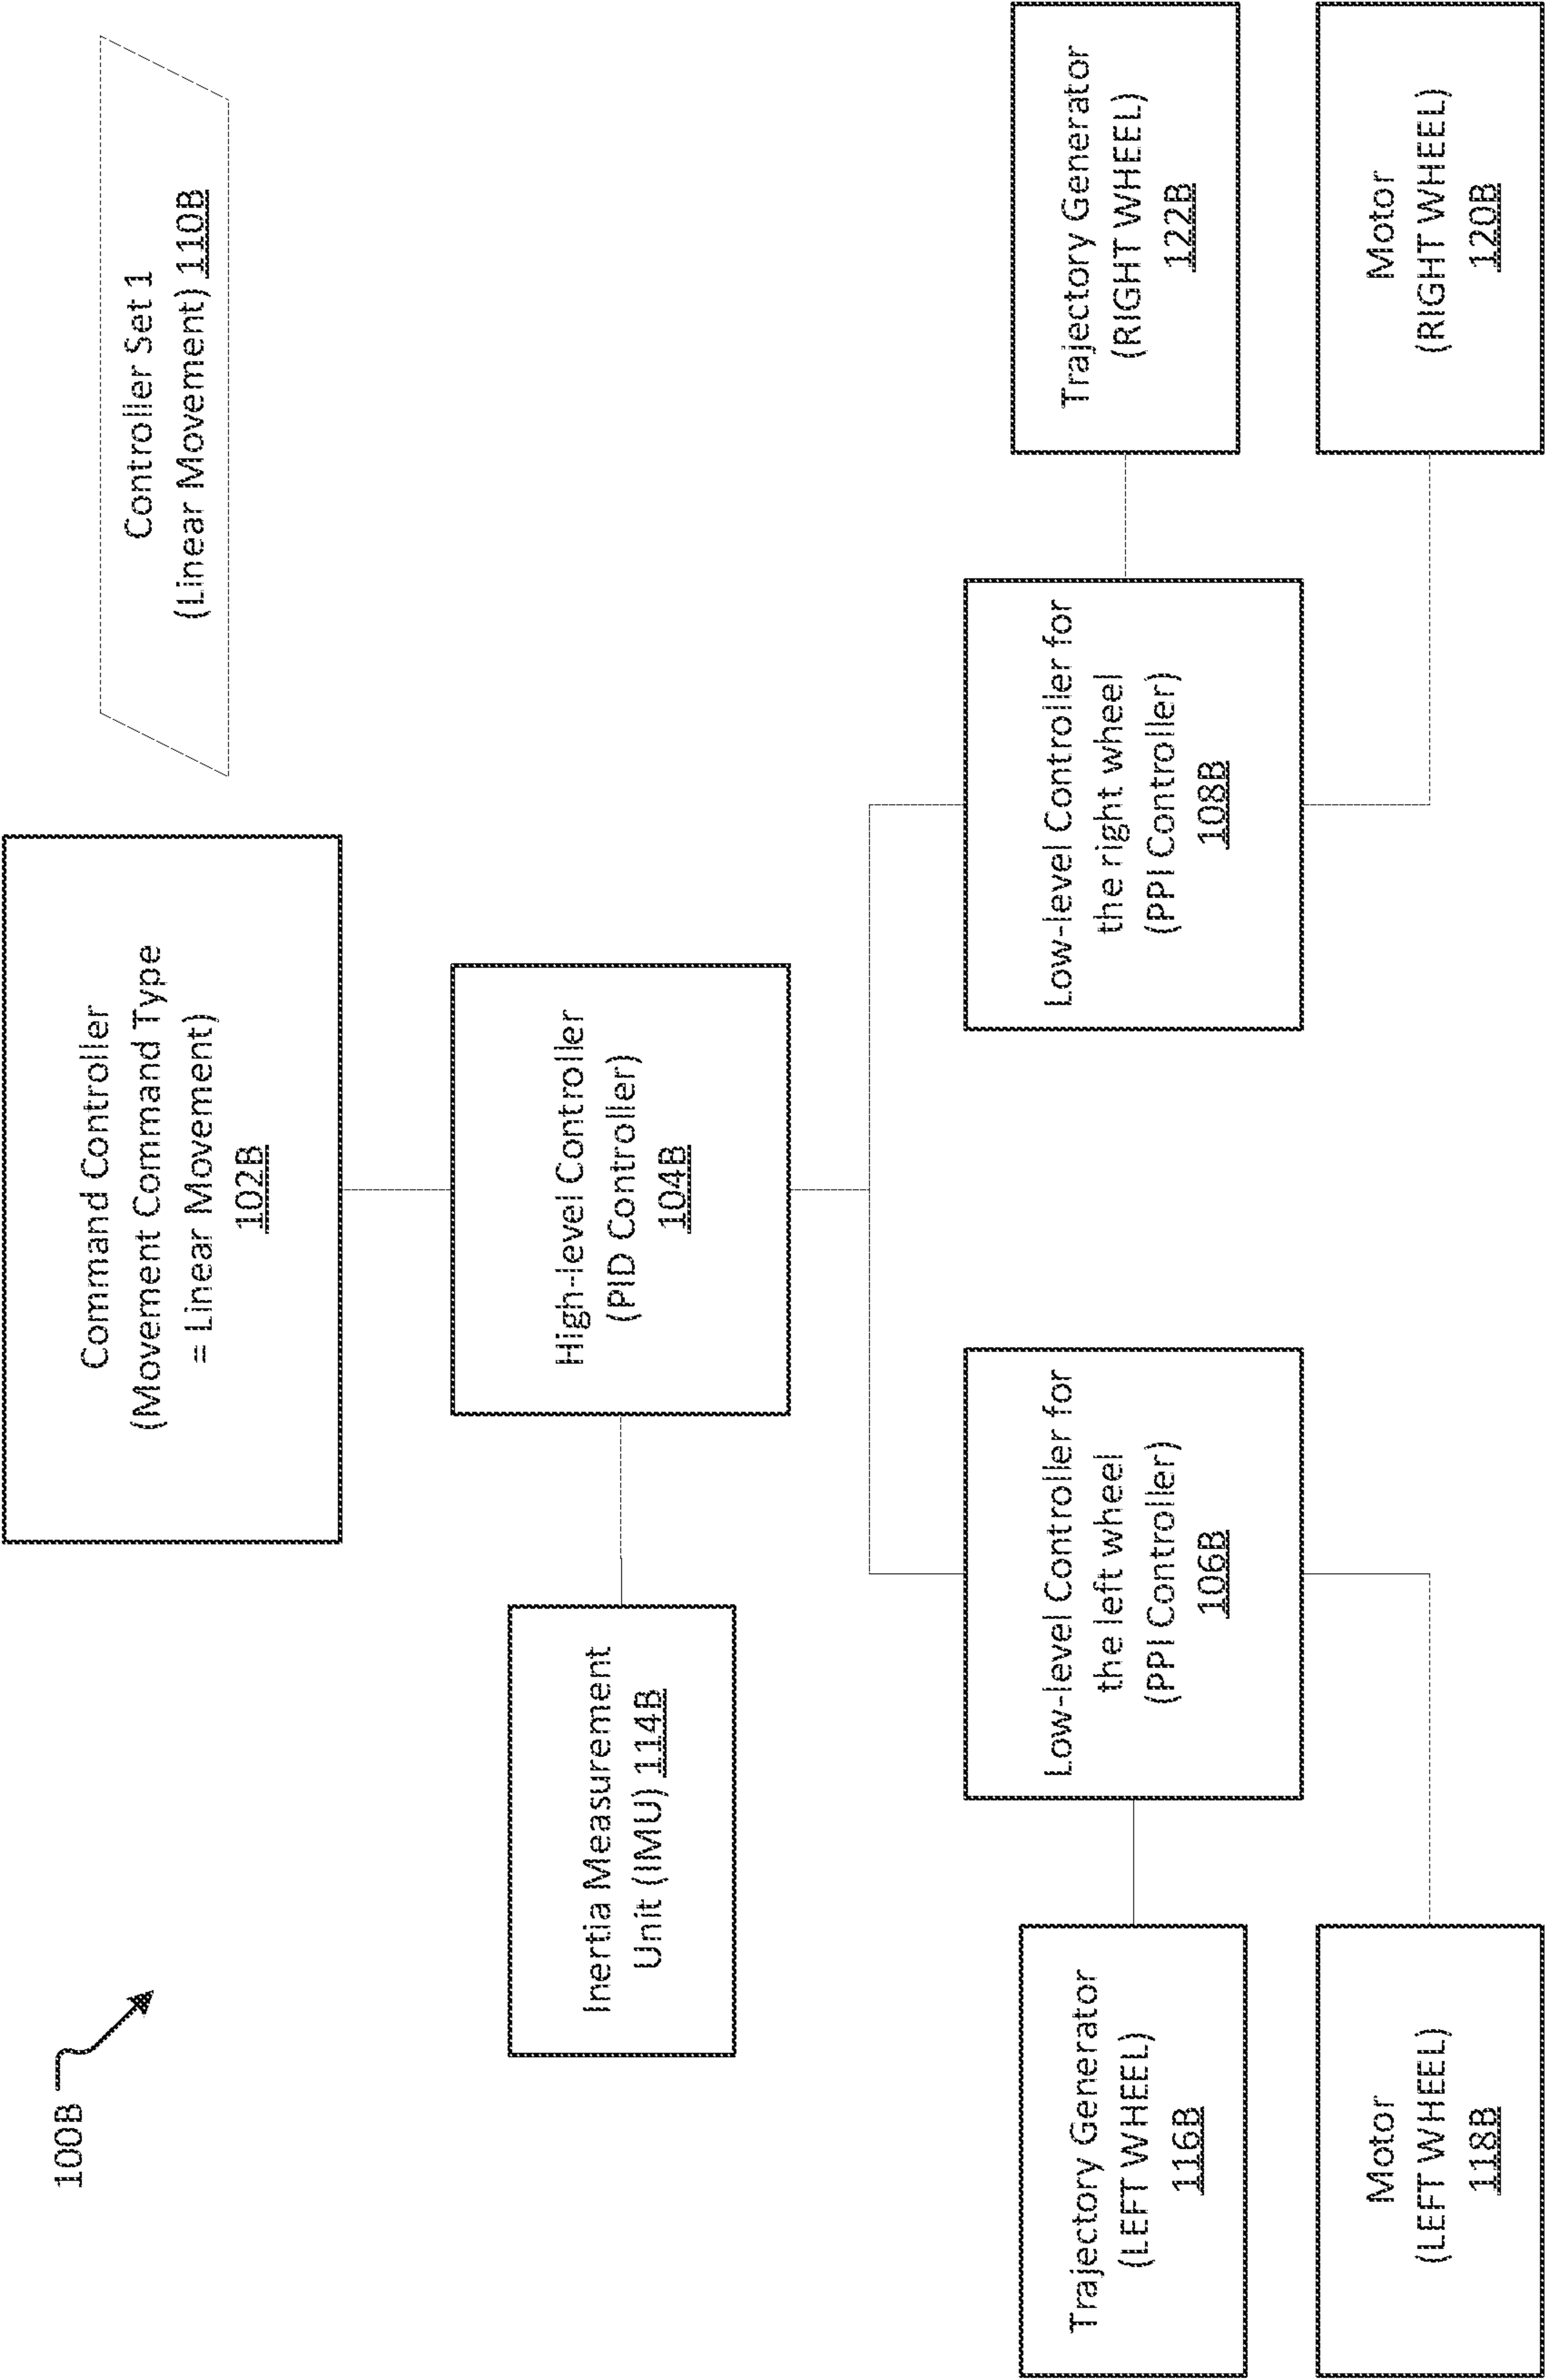 100B
Command Controller
(Movement Command Type
= Linear Movement)
102B
Controller Set 1
(Linear Movement) 110B
Inertia Measurement
Unit (IMU) 114B
High-level Controller
(PID Controller)
104B
Trajectory Generator
(LEFT WHEEL)
116B
Low-level Controller for
the left wheel
(PPI Controller)
106B
Low-level Controller for
the right wheel
(PPI Controller)
108B
Trajectory Generator
(RIGHT WHEEL)
122B
Motor
(LEFT WHEEL)
118B
Motor
(RIGHT WHEEL)
120B